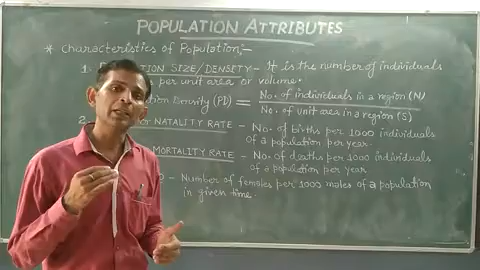 POPULATION ATTRIBUTES
* Characteristics of Population;-
1. SIZE/DENSITY - It is the number of individuals
per unit area or volume.
Density (PD) = No. of individuals in a region (N)
No. of unit area in a region (S)
2. or NATALITY RATE - No. of births per 1000 individuals
of a population per year.
MORTALITY RATE - No. of deaths per 1000 individuals
of a population per year
- Number of females per 1000 males of a population
in given time.